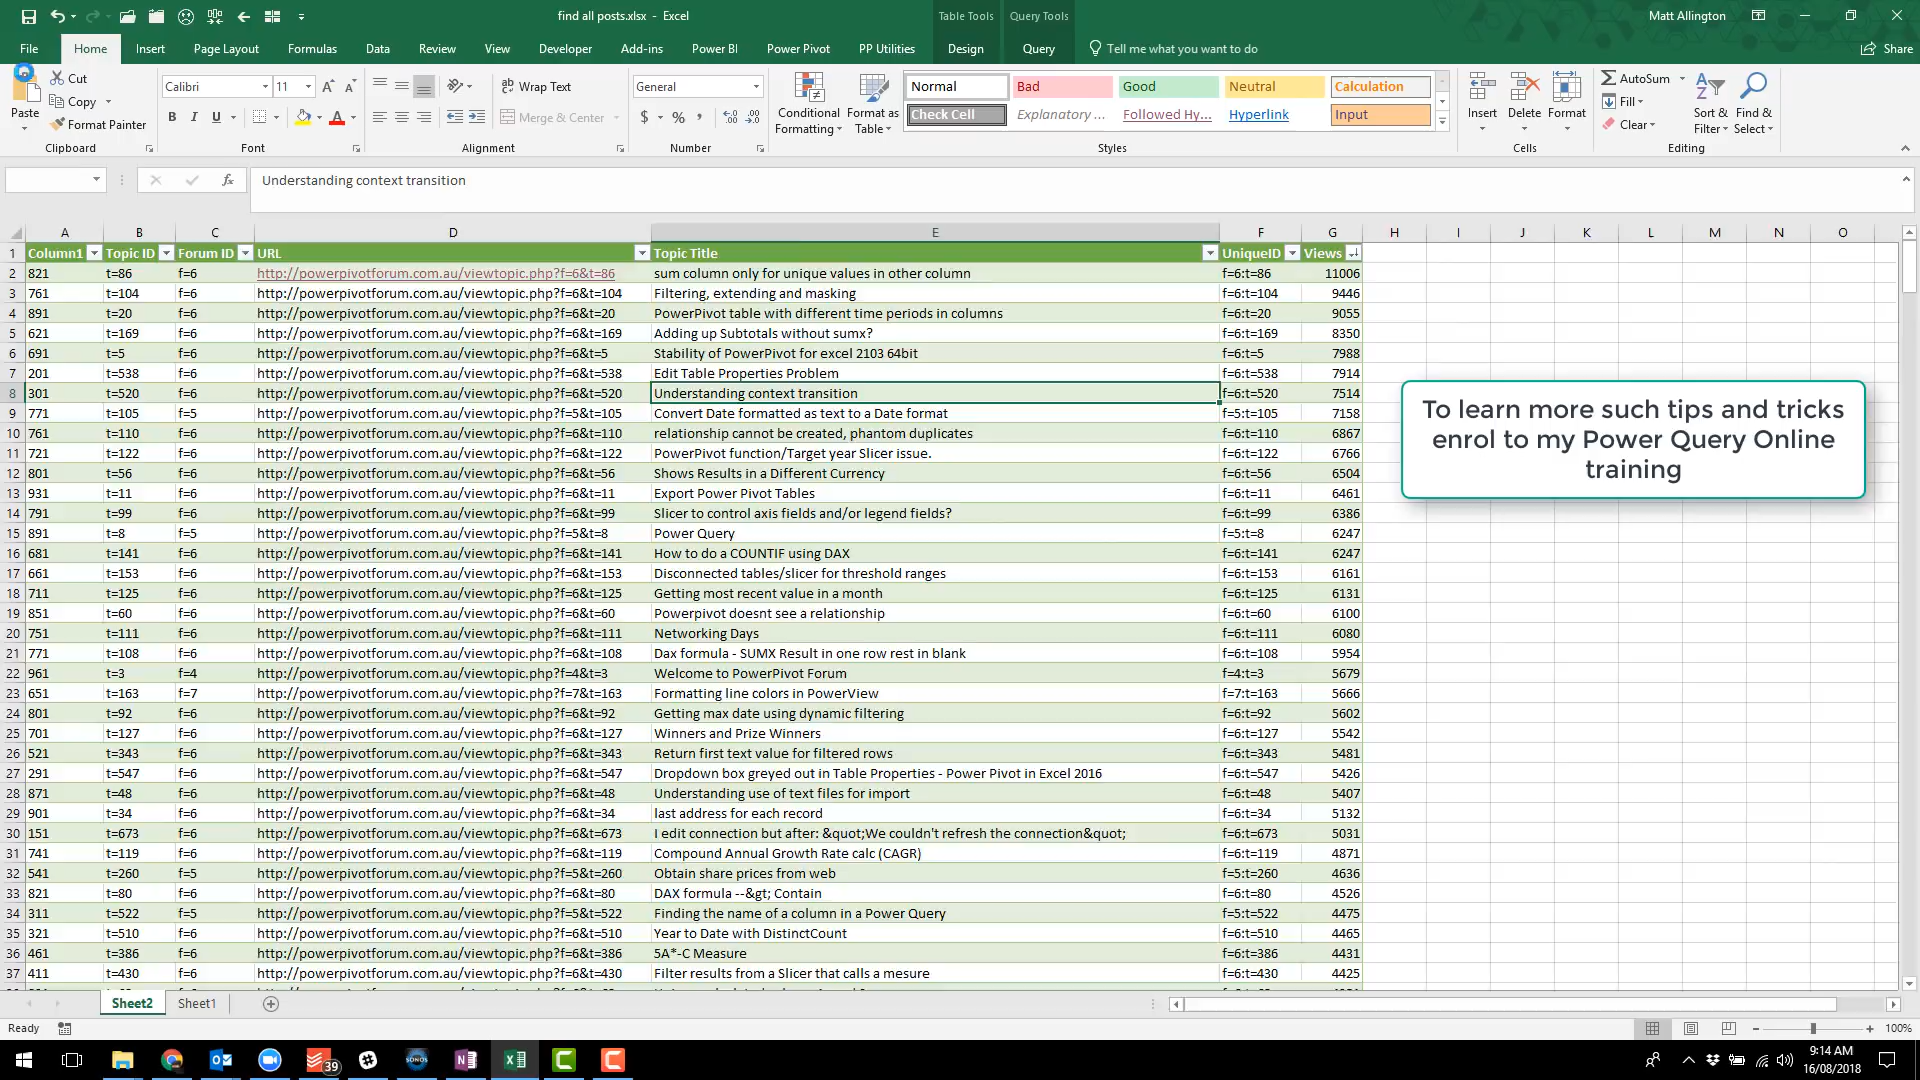 find all posts.xlsx - Excel
Table Tools
Query Tools
Matt Allington
File
Home
Insert
Page Layout
Formulas
Data
Review
View
Developer
Add-ins
Power BI
Power Pivot
PP Utilities
Design
Query
Tell me what you want to do
Share
Paste
Cut
Copy
Format Painter
Clipboard
Calibri
11
B I U
Font
Wrap Text
Merge & Center
Alignment
General
$ % ,
Number
Conditional
Formatting
Format as
Table
Normal
Bad
Good
Neutral
Calculation
Check Cell
Explanatory ...
Followed Hy...
Hyperlink
Input
Styles
Insert
Delete
Format
Cells
AutoSum
Fill
Clear
Sort &
Filter
Find &
Select
Editing
fx
Understanding context transition
A B C D E F G H I J K L M N O
1 Column1 Topic ID Forum ID URL Topic Title UniqueID Views
2 821 t=86 f=6 http://powerpivotforum.com.au/viewtopic.php?f=6&t=86 sum column only for unique values in other column f=6:t=86 11006
3 761 t=104 f=6 http://powerpivotforum.com.au/viewtopic.php?f=6&t=104 Filtering, extending and masking f=6:t=104 9446
4 891 t=20 f=6 http://powerpivotforum.com.au/viewtopic.php?f=6&t=20 PowerPivot table with different time periods in columns f=6:t=20 9055
5 621 t=169 f=6 http://powerpivotforum.com.au/viewtopic.php?f=6&t=169 Adding up Subtotals without sumx? f=6:t=169 8350
6 691 t=5 f=6 http://powerpivotforum.com.au/viewtopic.php?f=6&t=5 Stability of PowerPivot for excel 2103 64bit f=6:t=5 7988
7 201 t=538 f=6 http://powerpivotforum.com.au/viewtopic.php?f=6&t=538 Edit Table Properties Problem f=6:t=538 7914
8 301 t=520 f=6 http://powerpivotforum.com.au/viewtopic.php?f=6&t=520 Understanding context transition f=6:t=520 7514
9 771 t=105 f=5 http://powerpivotforum.com.au/viewtopic.php?f=5&t=105 Convert Date formatted as text to a Date format f=5:t=105 7158
10 761 t=110 f=6 http://powerpivotforum.com.au/viewtopic.php?f=6&t=110 relationship cannot be created, phantom duplicates f=6:t=110 6867
11 721 t=122 f=6 http://powerpivotforum.com.au/viewtopic.php?f=6&t=122 PowerPivot function/Target year Slicer issue. f=6:t=122 6766
12 801 t=56 f=6 http://powerpivotforum.com.au/viewtopic.php?f=6&t=56 Shows Results in a Different Currency f=6:t=56 6504
13 931 t=11 f=6 http://powerpivotforum.com.au/viewtopic.php?f=6&t=11 Export Power Pivot Tables f=6:t=11 6461
14 791 t=99 f=6 http://powerpivotforum.com.au/viewtopic.php?f=6&t=99 Slicer to control axis fields and/or legend fields? f=6:t=99 6386
15 891 t=8 f=5 http://powerpivotforum.com.au/viewtopic.php?f=5&t=8 Power Query f=5:t=8 6247
16 681 t=141 f=6 http://powerpivotforum.com.au/viewtopic.php?f=6&t=141 How to do a COUNTIF using DAX f=6:t=141 6247
17 661 t=153 f=6 http://powerpivotforum.com.au/viewtopic.php?f=6&t=153 Disconnected tables/slicer for threshold ranges f=6:t=153 6161
18 711 t=125 f=6 http://powerpivotforum.com.au/viewtopic.php?f=6&t=125 Getting most recent value in a month f=6:t=125 6131
19 851 t=60 f=6 http://powerpivotforum.com.au/viewtopic.php?f=6&t=60 Powerpivot doesnt see a relationship f=6:t=60 6100
20 751 t=111 f=6 http://powerpivotforum.com.au/viewtopic.php?f=6&t=111 Networking Days f=6:t=111 6080
21 771 t=108 f=6 http://powerpivotforum.com.au/viewtopic.php?f=6&t=108 Dax formula - SUMX Result in one row rest in blank f=6:t=108 5954
22 961 t=3 f=4 http://powerpivotforum.com.au/viewtopic.php?f=4&t=3 Welcome to PowerPivot Forum f=4:t=3 5679
23 651 t=163 f=7 http://powerpivotforum.com.au/viewtopic.php?f=7&t=163 Formatting line colors in PowerView f=7:t=163 5666
24 801 t=92 f=6 http://powerpivotforum.com.au/viewtopic.php?f=6&t=92 Getting max date using dynamic filtering f=6:t=92 5602
25 701 t=127 f=6 http://powerpivotforum.com.au/viewtopic.php?f=6&t=127 Winners and Prize Winners f=6:t=127 5542
26 521 t=343 f=6 http://powerpivotforum.com.au/viewtopic.php?f=6&t=343 Return first text value for filtered rows f=6:t=343 5481
27 291 t=547 f=6 http://powerpivotforum.com.au/viewtopic.php?f=6&t=547 Dropdown box greyed out in Table Properties - Power Pivot in Excel 2016 f=6:t=547 5426
28 871 t=48 f=6 http://powerpivotforum.com.au/viewtopic.php?f=6&t=48 Understanding use of text files for import f=6:t=48 5407
29 901 t=34 f=6 http://powerpivotforum.com.au/viewtopic.php?f=6&t=34 last address for each record f=6:t=34 5132
30 151 t=673 f=6 http://powerpivotforum.com.au/viewtopic.php?f=6&t=673 I edit connection but after: &quot;We couldn't refresh the connection&quot; f=6:t=673 5031
31 741 t=119 f=6 http://powerpivotforum.com.au/viewtopic.php?f=6&t=119 Compound Annual Growth Rate calc (CAGR) f=6:t=119 4871
32 541 t=260 f=5 http://powerpivotforum.com.au/viewtopic.php?f=5&t=260 Obtain share prices from web f=5:t=260 4636
33 821 t=80 f=6 http://powerpivotforum.com.au/viewtopic.php?f=6&t=80 DAX formula --&gt; Contain f=6:t=80 4526
34 311 t=522 f=5 http://powerpivotforum.com.au/viewtopic.php?f=5&t=522 Finding the name of a column in a Power Query f=5:t=522 4475
35 321 t=510 f=6 http://powerpivotforum.com.au/viewtopic.php?f=6&t=510 Year to Date with DistinctCount f=6:t=510 4465
36 461 t=386 f=6 http://powerpivotforum.com.au/viewtopic.php?f=6&t=386 5A*-C Measure f=6:t=386 4431
37 411 t=430 f=6 http://powerpivotforum.com.au/viewtopic.php?f=6&t=430 Filter results from a Slicer that calls a mesure f=6:t=430 4425
To learn more such tips and tricks
enrol to my Power Query Online
training
Sheet2
Sheet1
Ready
100%
39
SONOS
9:14 AM
16/08/2018